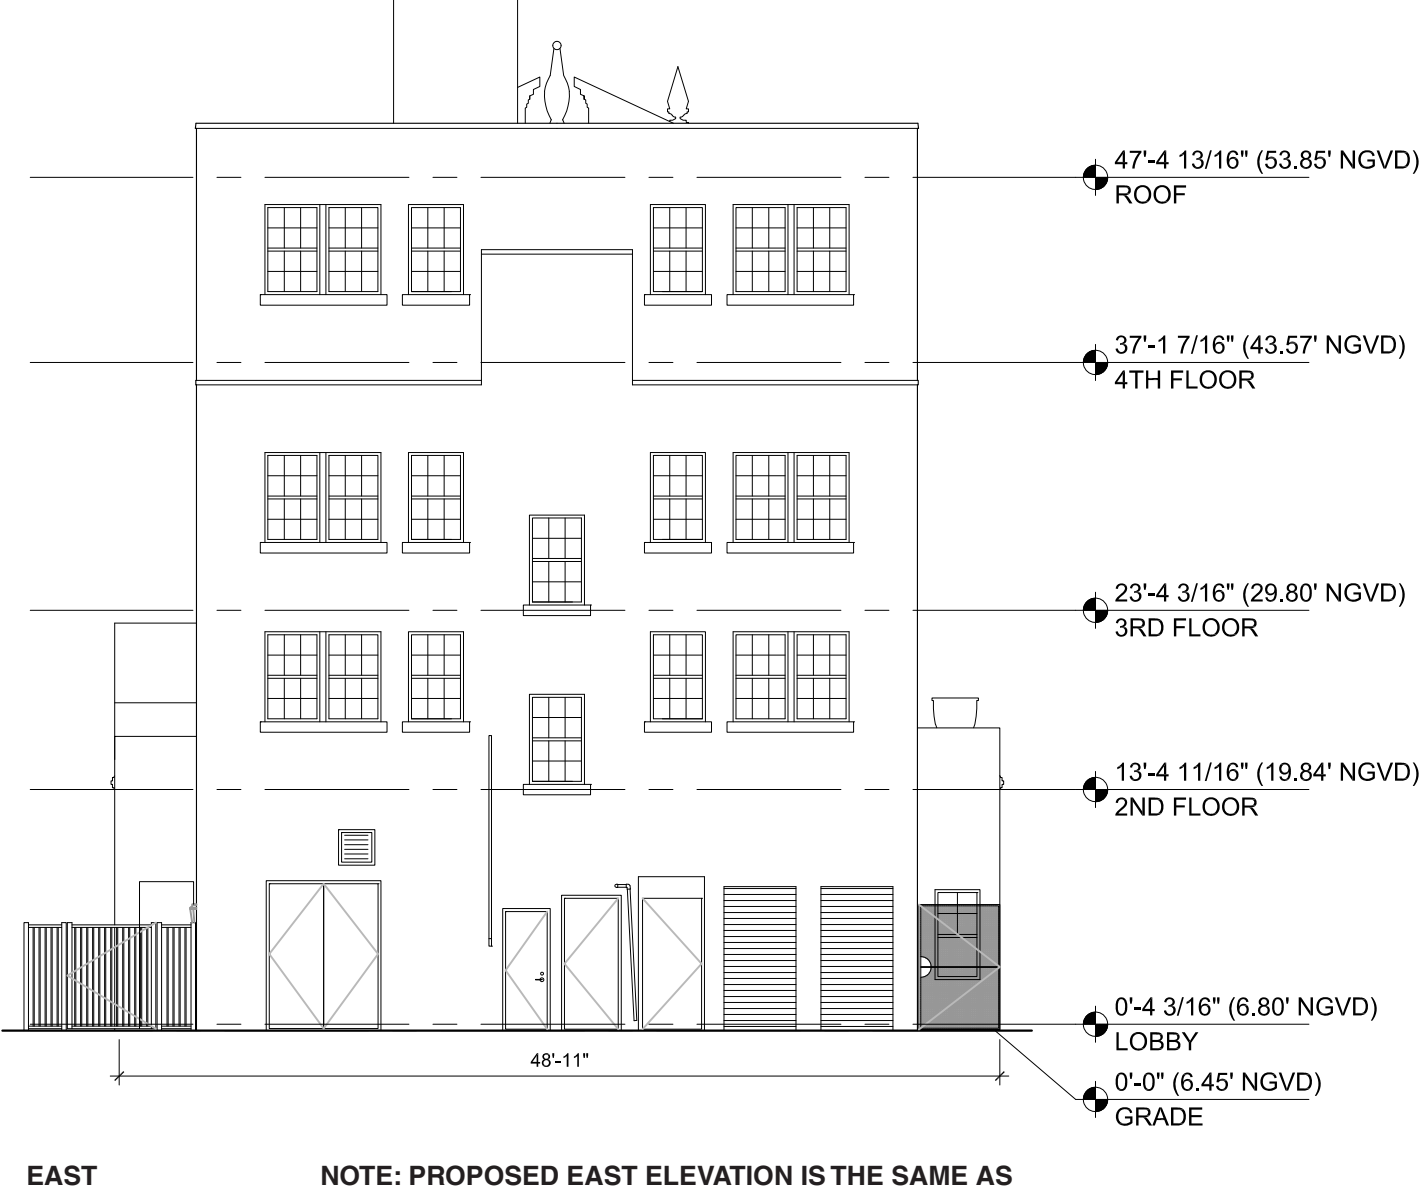 47'-4 13/16" (53.85' NGVD)
ROOF
37'-1 7/16" (43.57' NGVD)
4TH FLOOR
23'-4 3/16" (29.80' NGVD)
3RD FLOOR
13'-4 11/16" (19.84' NGVD)
2ND FLOOR
0'-4 3/16" (6.80' NGVD)
LOBBY
48'-11"
0'-0" (6.45' NGVD)
GRADE
EAST
NOTE: PROPOSED EAST ELEVATION IS THE SAME AS